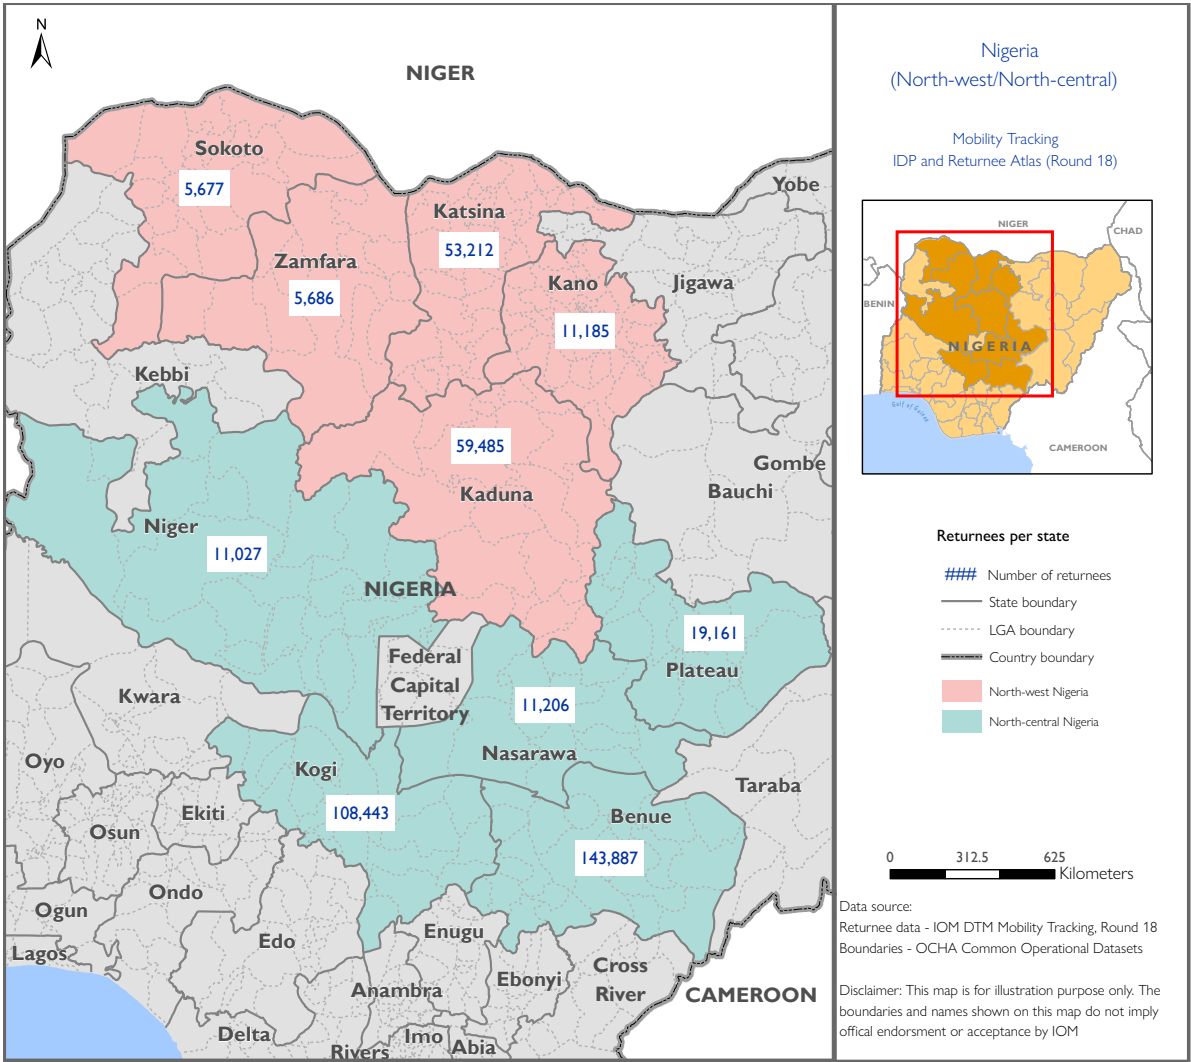 N
NIGER
Sokoto
5,677
Yobe
Katsina
53,212
Zamfara
5,686
Kano
11,185
Jigawa
Kebbi
59,485
Kaduna
Gombe
Bauchi
Niger
11,027
NIGERIA
19,161
Plateau
Federal
Capital
Territory
Kwara
11,206
Nasarawa
Oyo
Kogi
108,443
Taraba
Ekiti
Osun
Benue
143,887
Ondo
Ogun
Edo
Enugu
Lagos
Anambra
Ebonyi
Cross
River
CAMEROON
Delta
Imo
Abia
Rivers
Nigeria
(North-west/North-central)
Mobility Tracking
IDP and Returnee Atlas (Round 18)
NIGER
CHAD
BENIN
NIGERIA
Gulf of Guinea
CAMEROON
Returnees per state
### Number of returnees
State boundary
LGA boundary
Country boundary
North-west Nigeria
North-central Nigeria
0 312.5 625
Kilometers
Data source:
Returnee data - IOM DTM Mobility Tracking, Round 18
Boundaries - OCHA Common Operational Datasets
Disclaimer: This map is for illustration purpose only. The
boundaries and names shown on this map do not imply
offical endorsment or acceptance by IOM